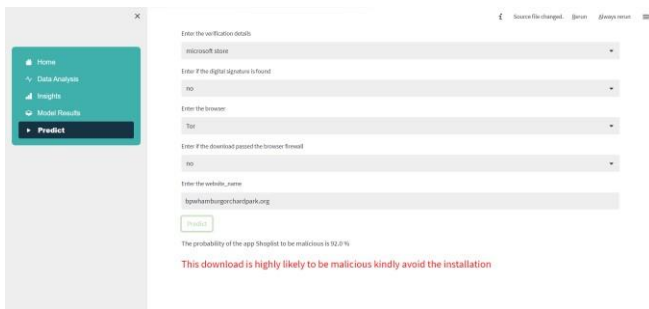 Source file changed. Rerun Always rerun
Enter the verification details
microsoft store
Home
Enter if the digital signature is found
Data Analysis
no
Insights
Enter the browser
Model Results
Tor
Predict
Enter if the download passed the browser firewall
no
Enter the website_name
bpwhamburgorchardpark.org
Predict
The probability of the app Shoplist to be malicious is 92.0 %
This download is highly likely to be malicious kindly avoid the installation